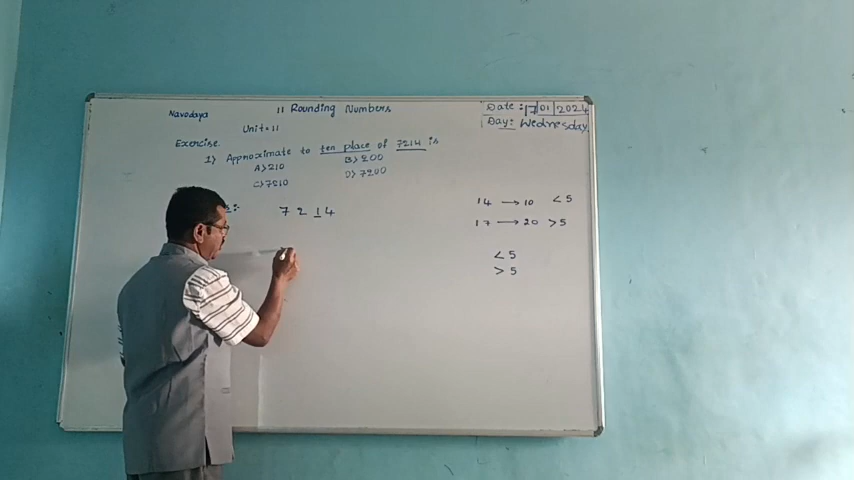 Navodaya
11 Rounding Numbers
Date: 17 01 2024
Day: Wednesday
Unit=11
Exercise
1) Approximate to ten place of 7214 is
A) 210 B) 200
C) 7210 D) 7200
s:-
7 2 1 4
14 → 10 < 5
17 → 20 > 5
< 5
> 5